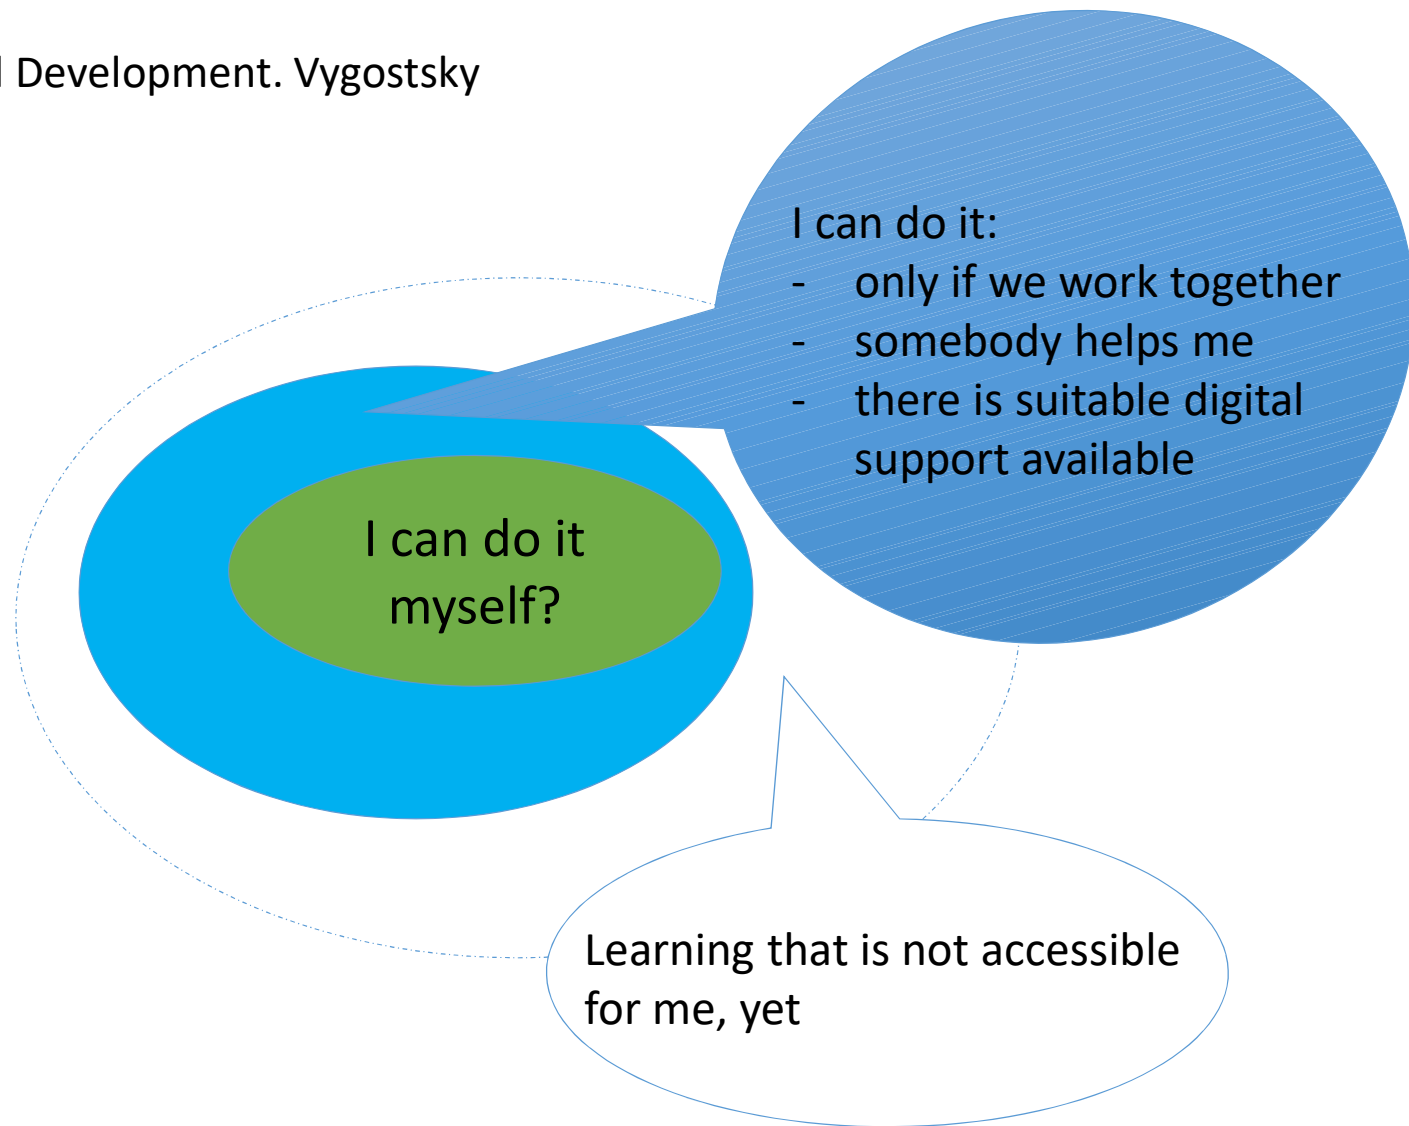 l Development. Vygostsky
I can do it:
- only if we work together
- somebody helps me
- there is suitable digital
support available
I can do it
myself?
Learning that is not accessible
for me, yet